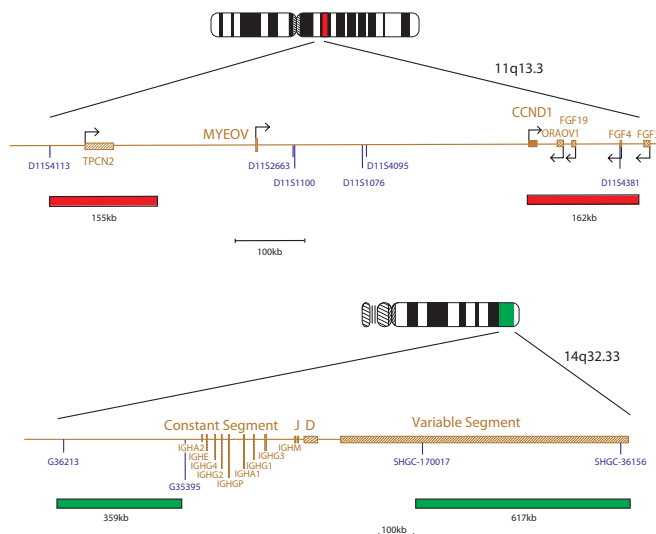 11q13.3
CCND1
FGF19
MYEOV
ORAOV1
FGF4
TPCN2
D11S4113
D11S2663
D11S4095
D11S1100
D11S1076
D11S4381
155kb
162kb
100kb
14q32.33
Constant Segment
J D
Variable Segment
IGHA2
IGHM
IGHE
IGHG3
IGHG4
IGHG1
IGHG2
IGHA1
IGHGP
G36213
G35395
SHGC-170017
SHGC-36156
359kb
617kb
100kb